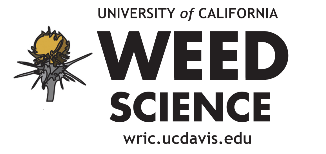 UNIVERSITY of CALIFORNIA
WEED
SCIENCE
wric.ucdavis.edu